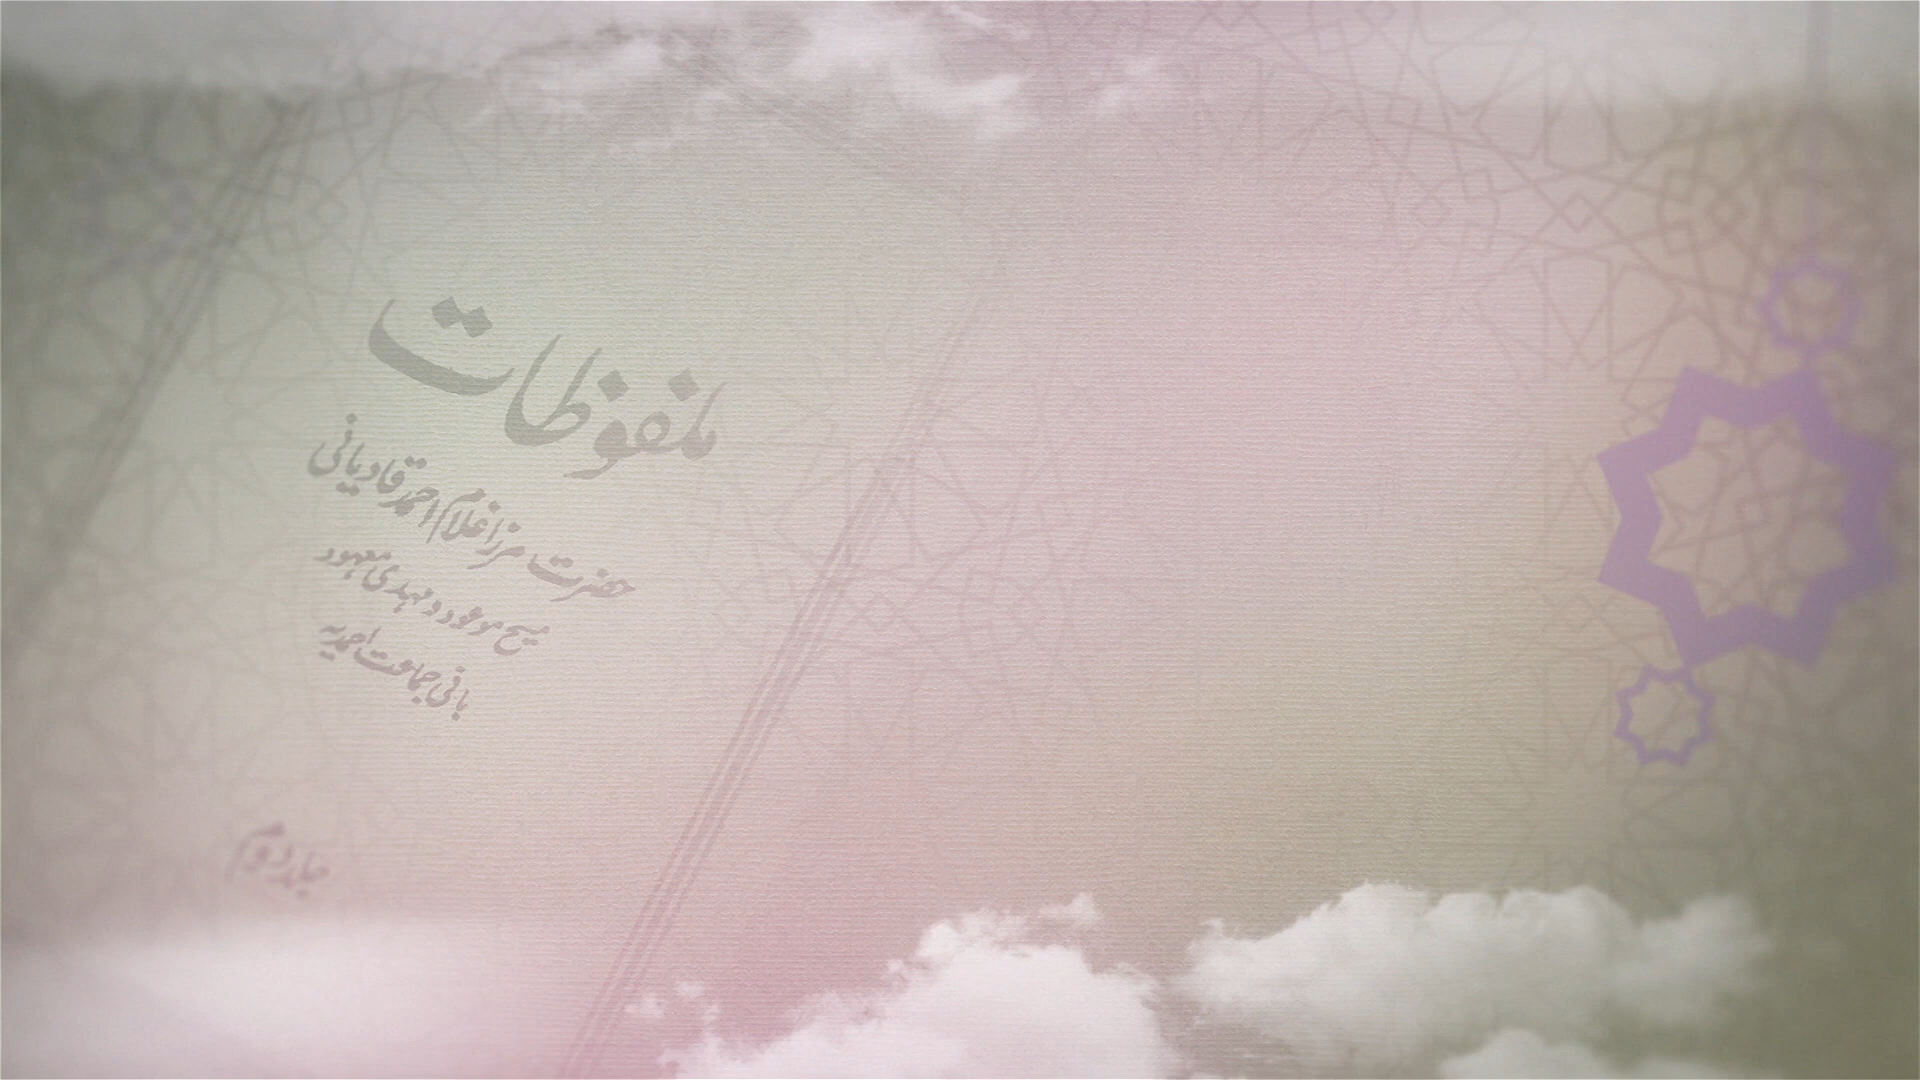 ملفوظات
حضرت مرزا غلام احمد قادیانی
مسیح موعود و مہدی معہود
بانی جماعت احمدیہ
جلد دوم